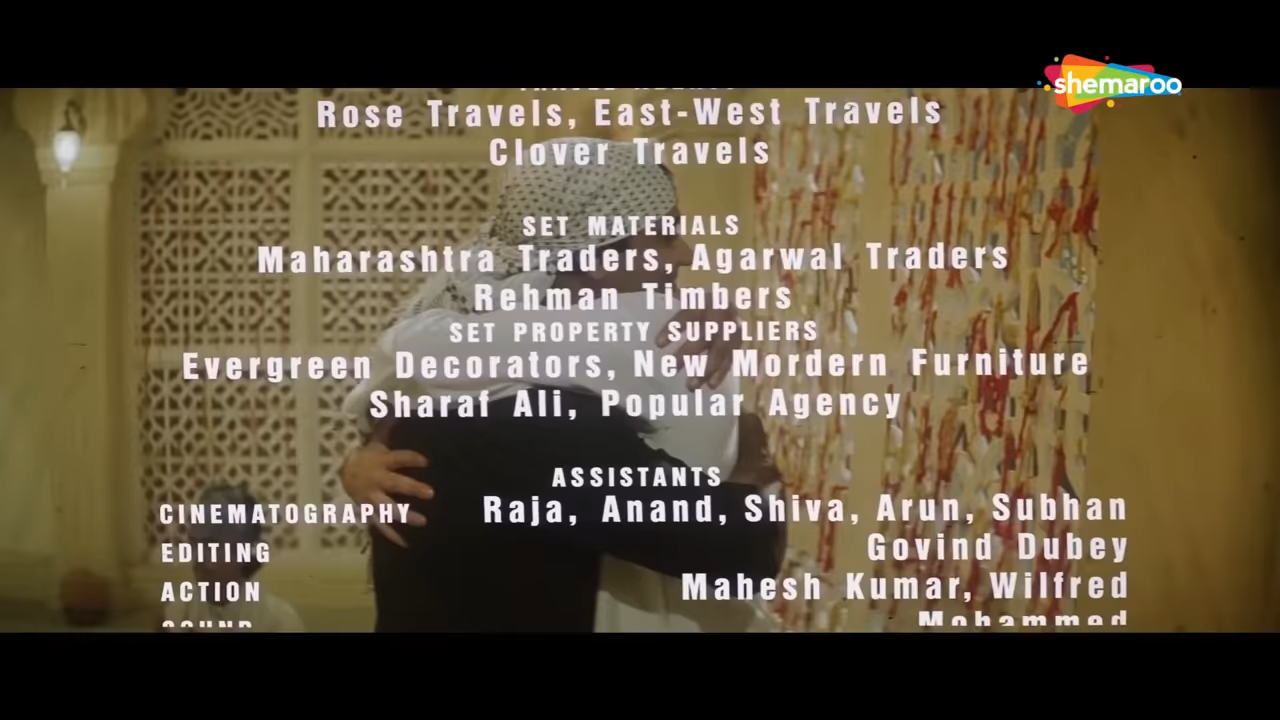 shemaroo
Rose Travels, East-West Travels
Clover Travels
SET MATERIALS
Maharashtra Traders, Agarwal Traders
Rehman Timbers
SET PROPERTY SUPPLIERS
Evergreen Decorators, New Mordern Furniture
Sharaf Ali, Popular Agency
ASSISTANTS
CINEMATOGRAPHY Raja, Anand, Shiva, Arun, Subhan
EDITING Govind Dubey
ACTION Mahesh Kumar, Wilfred
SOUND Mohammed